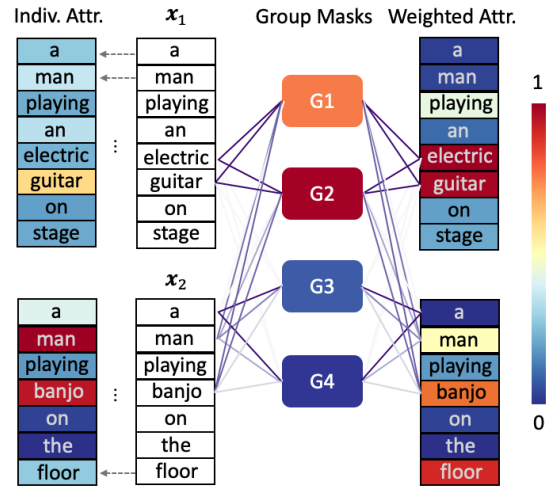 Indiv. Attr. x1 Group Masks Weighted Attr.
a a a
man man man
playing playing playing
an an an
electric electric electric
guitar guitar guitar
on on on
stage stage stage
G1
G2
G3
G4
1
0
x2
a a a
man man man
playing playing playing
banjo banjo banjo
on on on
the the the
floor floor floor